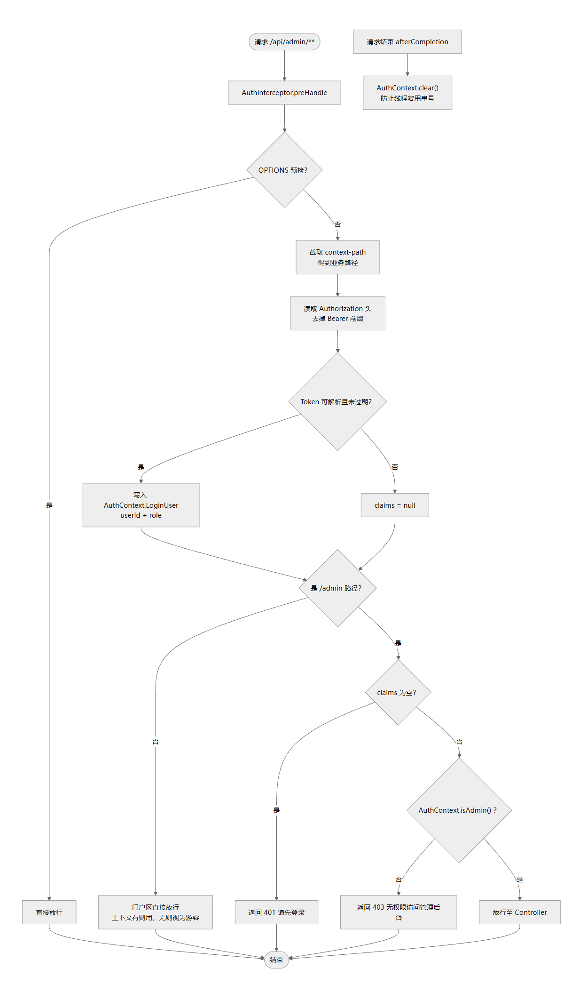 请求 /api/admin/**
请求结束 afterCompletion
AuthContext.clear()
防止线程复用串号
AuthInterceptor.preHandle
OPTIONS 预检?
否
截取 context-path
得到业务路径
读取 Authorization 头
去掉 Bearer 前缀
Token 可解析且未过期?
是
否
写入
AuthContext.LoginUser
userId + role
claims = null
是
是 /admin 路径?
是
claims 为空?
否
否
是
AuthContext.isAdmin() ?
否
是
直接放行
门户区直接放行
上下文有则用，无则视为游客
返回 401 请先登录
返回 403 无权限访问管理后
台
放行至 Controller
结束